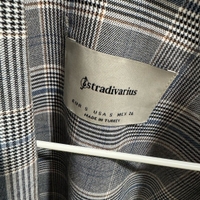 stradivarius
EUR S USA S MEX 26
MADE IN TURKEY